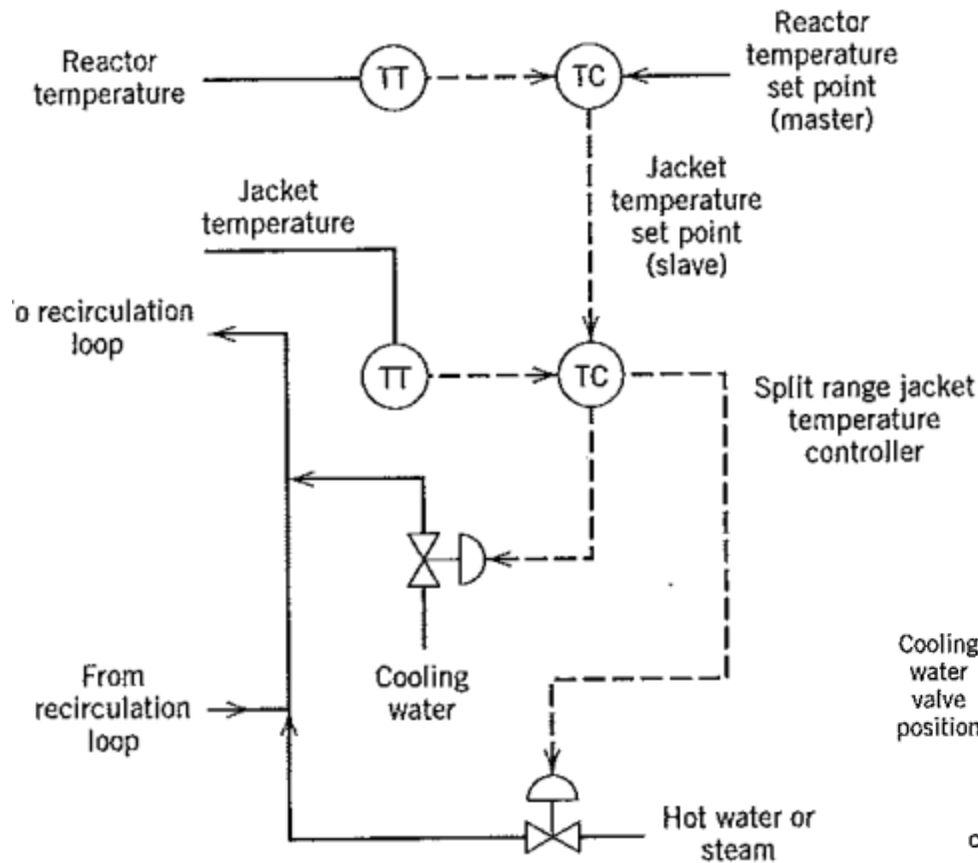 Reactor
temperature
TT
TC
Reactor
temperature
set point
(master)
Jacket
temperature
Jacket
temperature
set point
(slave)
o recirculation
loop
TT
TC
Split range jacket
temperature
controller
Cooling
water
From
recirculation
loop
Hot water or
steam
Cooling
water
valve
position